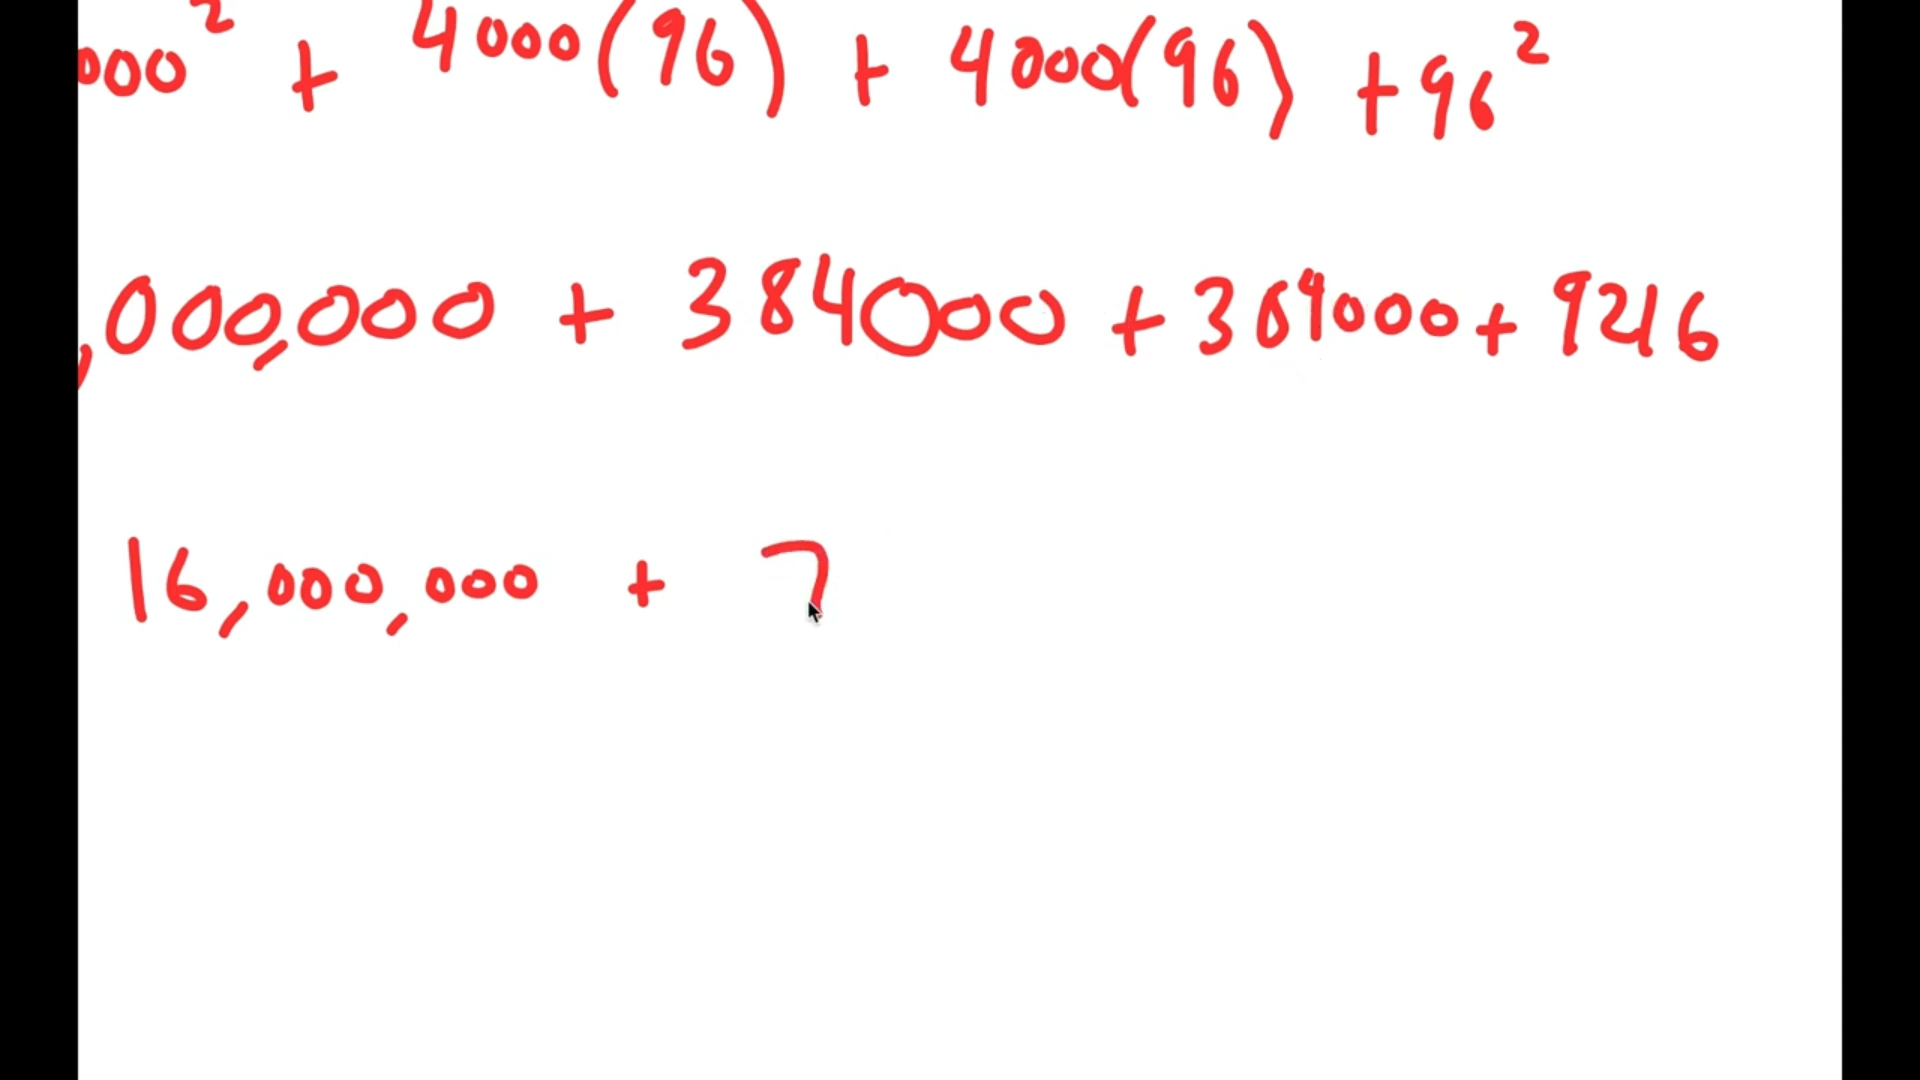 000² + 4000(96) + 4000(96) + 96²
,000,000 + 384000 + 384000 + 9216
16,000,000 + 7